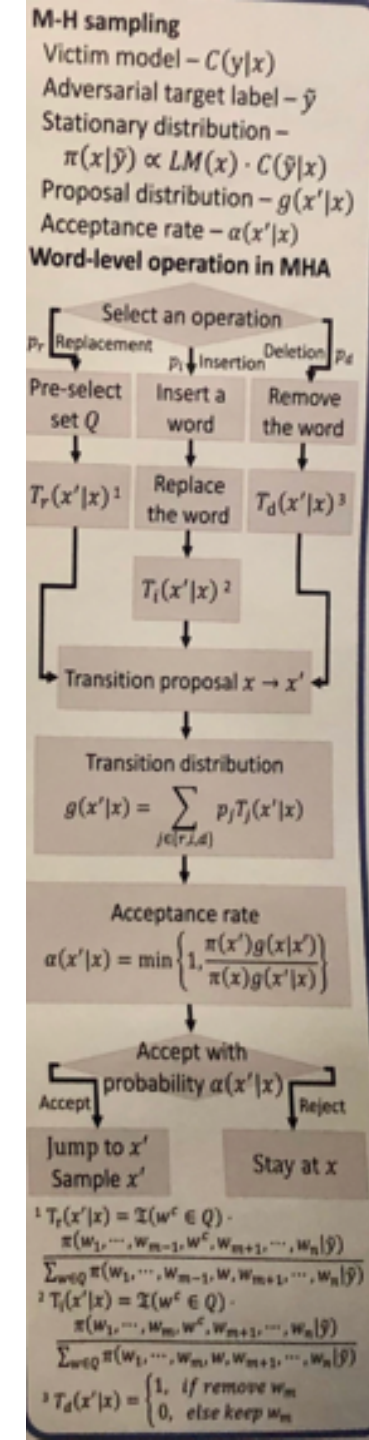 M-H sampling
Victim model – C(y|x)
Adversarial target label – ỹ
Stationary distribution –
π(x|ỹ) ∝ LM(x) · C(ỹ|x)
Proposal distribution – g(x'|x)
Acceptance rate – α(x'|x)
Word-level operation in MHA
Select an operation
pᵣ Replacement
pᵢ Insertion
Deletion p_d
Pre-select set Q
Insert a word
Remove the word
Tᵣ(x'|x) ¹
Replace the word
T_d(x'|x) ³
Tᵢ(x'|x) ²
Transition proposal x → x'
Transition distribution
g(x'|x) = ∑ pⱼTⱼ(x'|x)
j∈{r,i,d}
Acceptance rate
α(x'|x) = min{1, π(x')g(x|x') / π(x)g(x'|x)}
Accept with
probability α(x'|x)
Accept
Reject
Jump to x'
Sample x'
Stay at x
¹ Tᵣ(x'|x) = 𝕴(wᶜ ∈ Q) ·
π(w₁, ⋯, wₘ₋₁, wᶜ, wₘ₊₁, ⋯, wₙ|ỹ)
∑_{w∈Q} π(w₁, ⋯, wₘ₋₁, w, wₘ₊₁, ⋯, wₙ|ỹ)
² Tᵢ(x'|x) = 𝕴(wᶜ ∈ Q) ·
π(w₁, ⋯, wₘ, wᶜ, wₘ₊₁, ⋯, wₙ|ỹ)
∑_{w∈Q} π(w₁, ⋯, wₘ, w, wₘ₊₁, ⋯, wₙ|ỹ)
³ T_d(x'|x) = {1, if remove wₘ
0, else keep wₘ